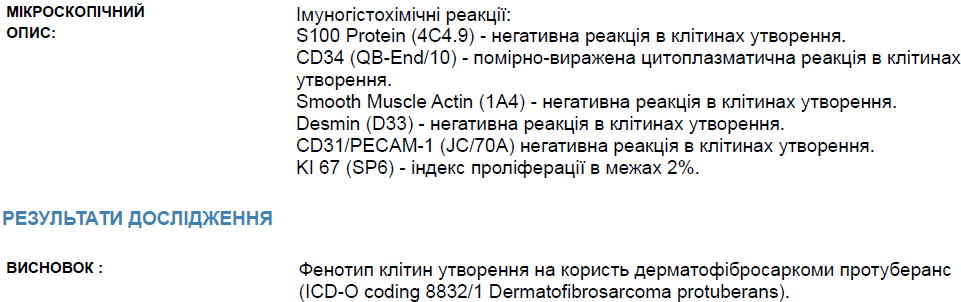 МІКРОСКОПІЧНИЙ
ОПИС:
Імуногістохімічні реакції:
S100 Protein (4C4.9) - негативна реакція в клітинах утворення.
CD34 (QB-End/10) - помірно-виражена цитоплазматична реакція в клітинах
утворення.
Smooth Muscle Actin (1A4) - негативна реакція в клітинах утворення.
Desmin (D33) - негативна реакція в клітинах утворення.
CD31/PECAM-1 (JC/70A) негативна реакція в клітинах утворення.
KI 67 (SP6) - індекс проліферації в межах 2%.
РЕЗУЛЬТАТИ ДОСЛІДЖЕННЯ
ВИСНОВОК :
Фенотип клітин утворення на користь дерматофібросаркоми протуберанс
(ICD-O coding 8832/1 Dermatofibrosarcoma protuberans).